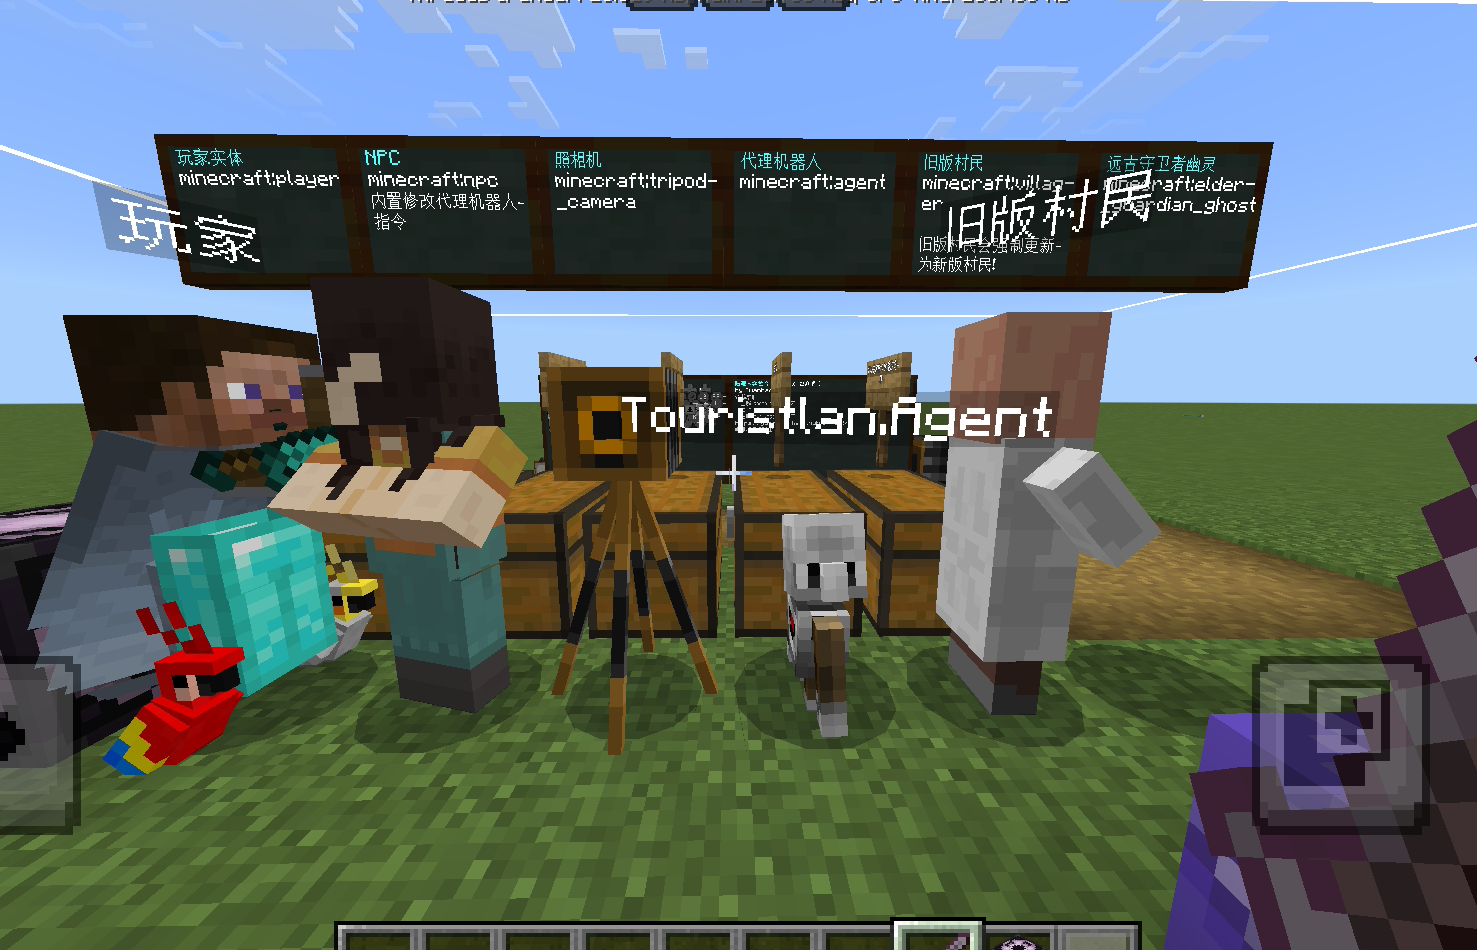 玩家实体
minecraft:player
NPC
minecraft:npc
内置修改代理机器人-
指令
照相机
minecraft:tripod-
_camera
代理机器人
minecraft:agent
旧版村民
minecraft:villag-
er
旧版村民会强制更新-
为新版村民!
远古守卫者幽灵
minecraft:elder-
_guardian_ghost
玩家
旧版村民
Touristlan.Agent